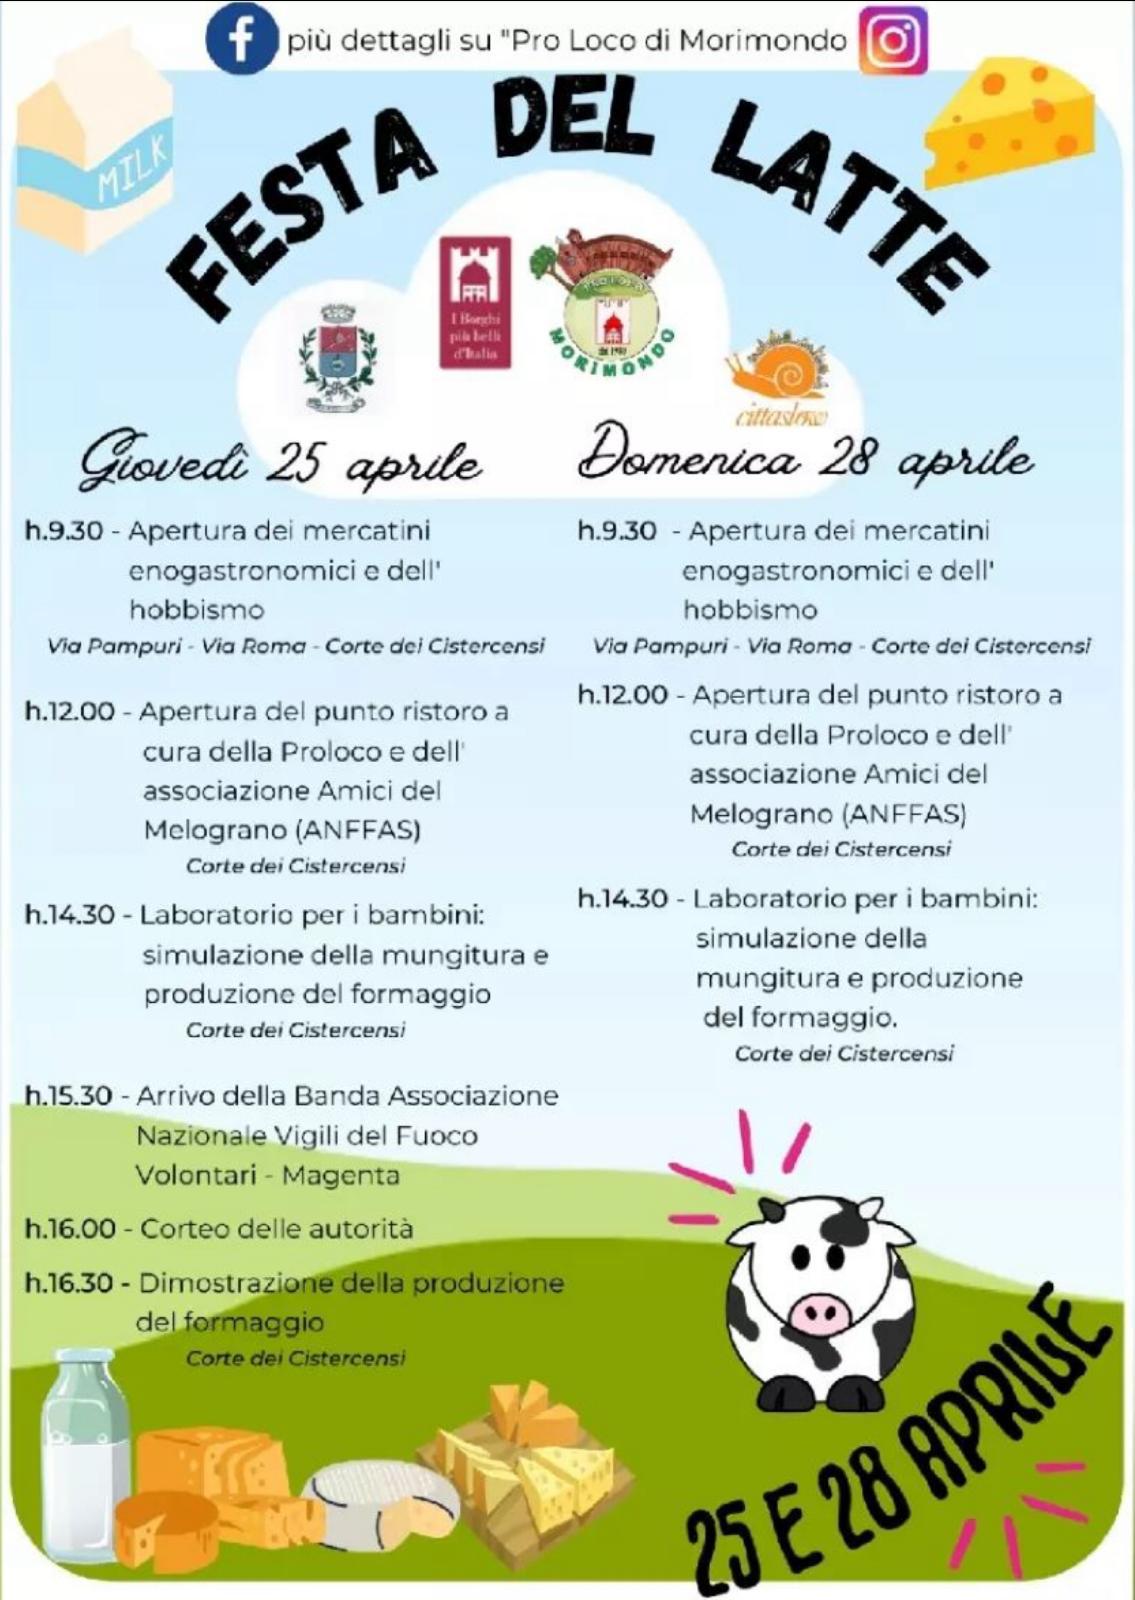 più dettagli su "Pro Loco di Morimondo
MILK
FESTA DEL LATTE
I Borghi
più belli
d'Italia
PRO LOCO
MORIMONDO
cittaslow
Giovedì 25 aprile
h.9.30 - Apertura dei mercatini
enogastronomici e dell'
hobbismo
Via Pampuri - Via Roma - Corte dei Cistercensi
h.12.00 - Apertura del punto ristoro a
cura della Proloco e dell'
associazione Amici del
Melograno (ANFFAS)
Corte dei Cistercensi
h.14.30 - Laboratorio per i bambini:
simulazione della mungitura e
produzione del formaggio
Corte dei Cistercensi
h.15.30 - Arrivo della Banda Associazione
Nazionale Vigili del Fuoco
Volontari - Magenta
h.16.00 - Corteo delle autorità
h.16.30 - Dimostrazione della produzione
del formaggio
Corte dei Cistercensi
Domenica 28 aprile
h.9.30 - Apertura dei mercatini
enogastronomici e dell'
hobbismo
Via Pampuri - Via Roma - Corte dei Cistercensi
h.12.00 - Apertura del punto ristoro a
cura della Proloco e dell'
associazione Amici del
Melograno (ANFFAS)
Corte dei Cistercensi
h.14.30 - Laboratorio per i bambini:
simulazione della
mungitura e produzione
del formaggio.
Corte dei Cistercensi
25 E 28 APRILE